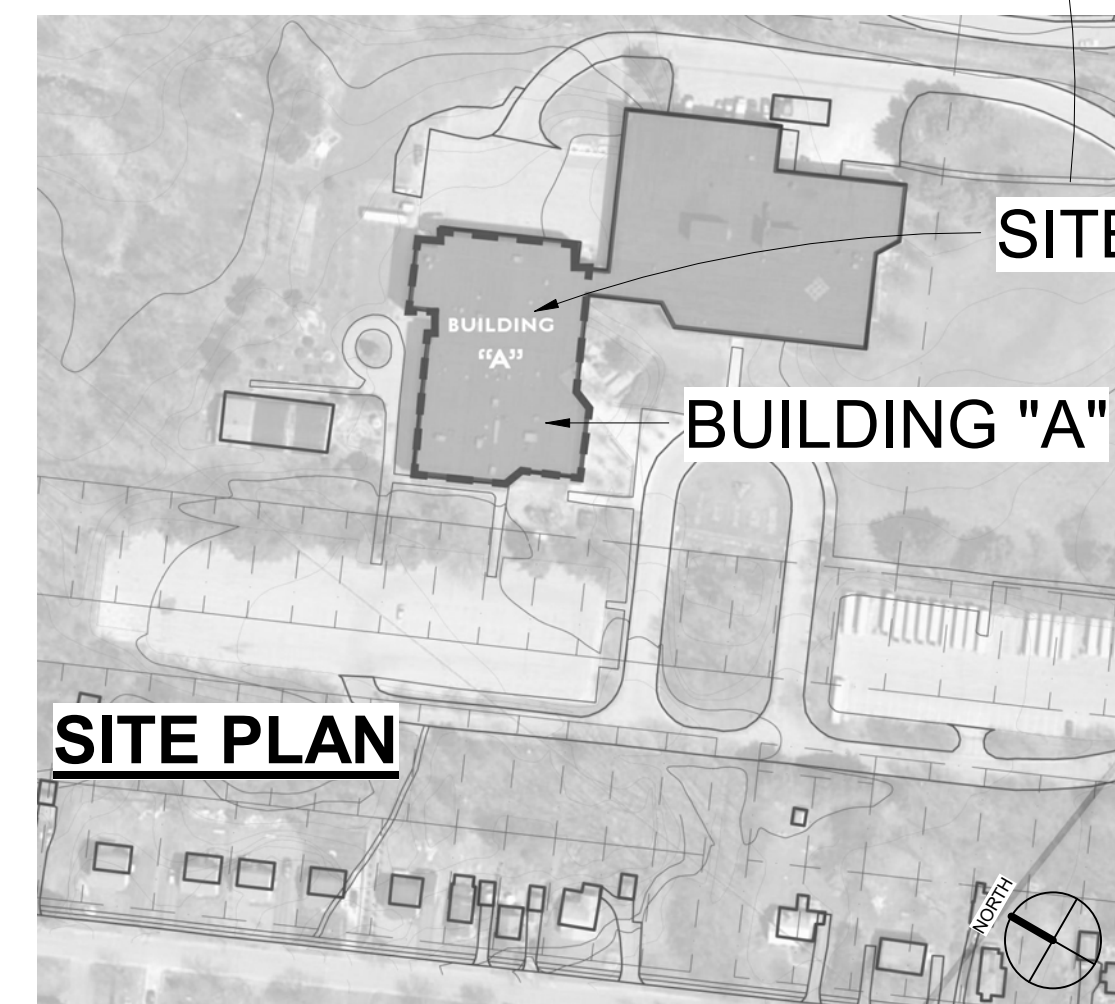 SITE
BUILDING
“A”
BUILDING "A"
SITE PLAN
NORTH